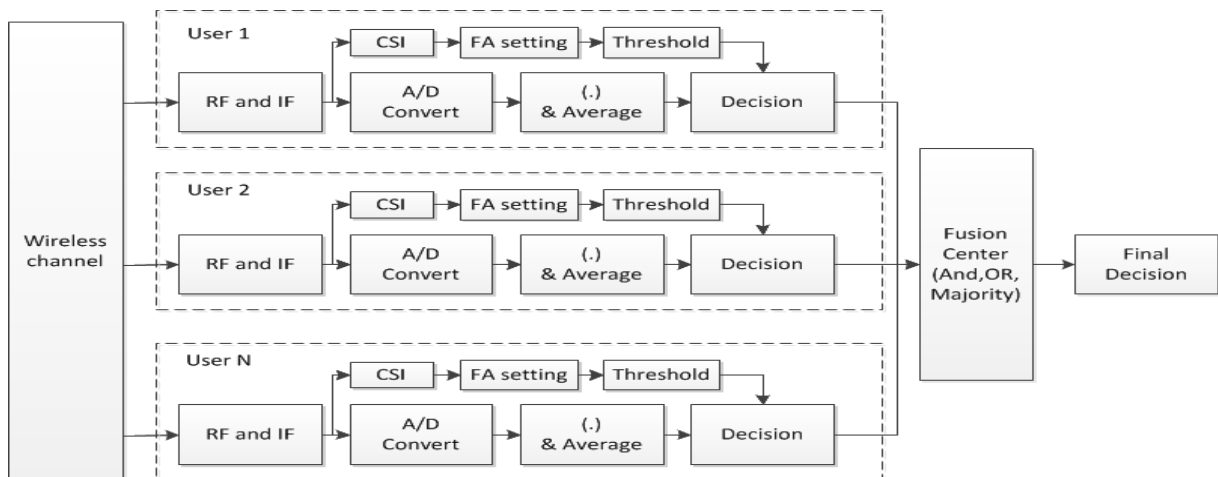 User 1
CSI
FA setting
Threshold
RF and IF
A/D
Convert
(.)
& Average
Decision
User 2
CSI
FA setting
Threshold
Wireless
channel
RF and IF
A/D
Convert
(.)
& Average
Decision
Fusion
Center
(And,OR,
Majority)
Final
Decision
User N
CSI
FA setting
Threshold
RF and IF
A/D
Convert
(.)
& Average
Decision